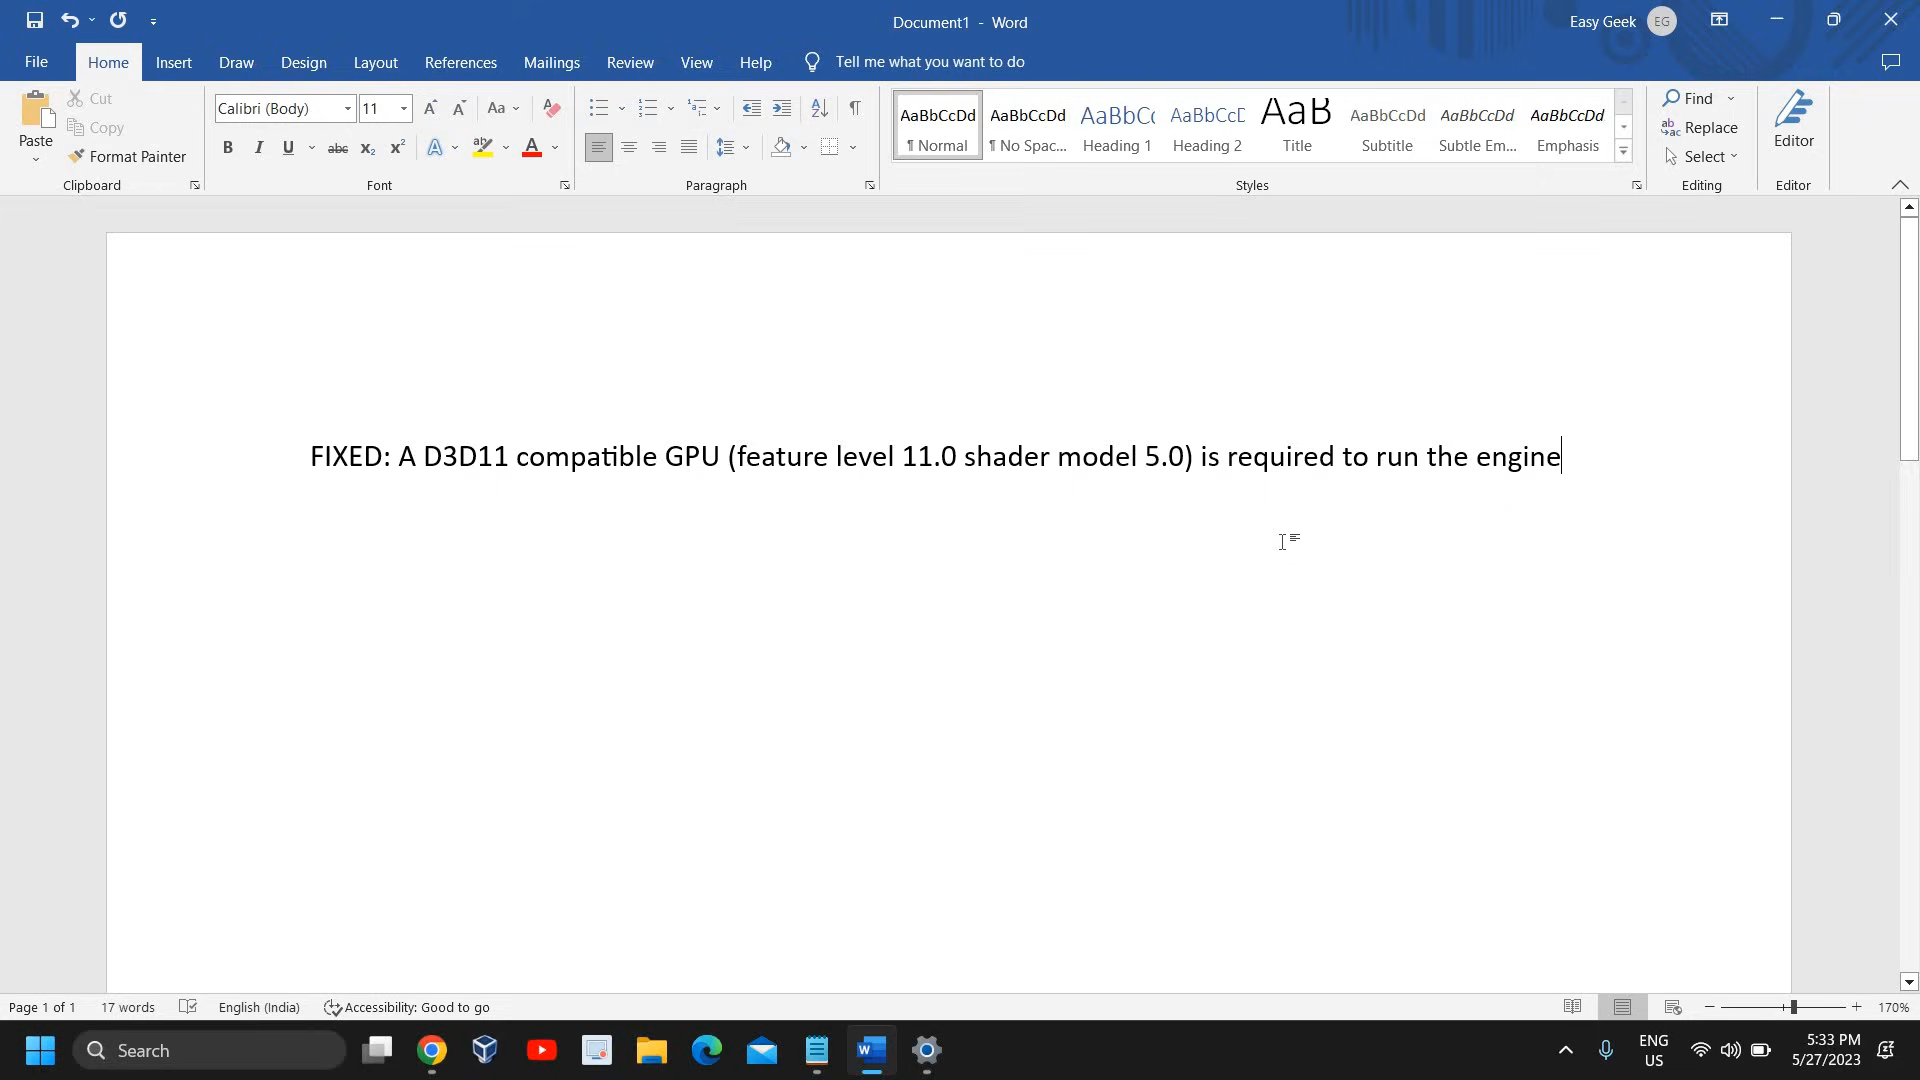 Document1 - Word
Easy Geek EG
File Home Insert Draw Design Layout References Mailings Review View Help Tell me what you want to do
Paste
Cut
Copy
Format Painter
Clipboard
Calibri (Body) 11
Aa
B I U abc x₂ x² A A
Font
Paragraph
AaBbCcDd AaBbCcDd AaBbCc AaBbCcD AaB AaBbCcDd AaBbCcDd AaBbCcDd
¶ Normal ¶ No Spac... Heading 1 Heading 2 Title Subtitle Subtle Em... Emphasis
Styles
Find
Replace
Select
Editing
Editor
Editor
FIXED: A D3D11 compatible GPU (feature level 11.0 shader model 5.0) is required to run the engine
Page 1 of 1 17 words English (India) Accessibility: Good to go 170%
Search
ENG
US
5:33 PM
5/27/2023